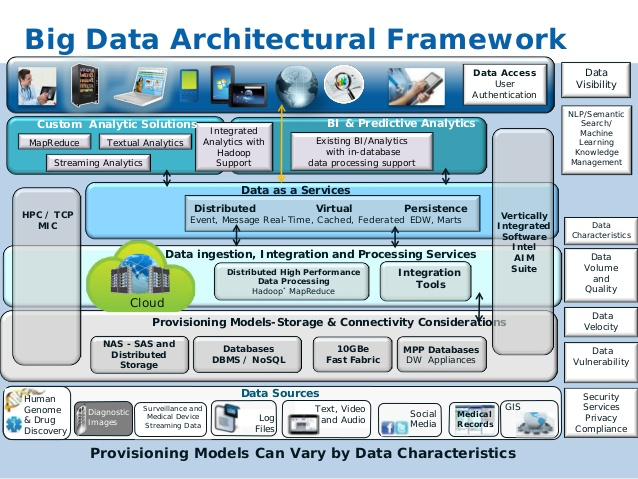 Big Data Architectural Framework
Data Access
User
Authentication
Data
Visibility
Custom Analytic Solutions
MapReduce
Textual Analytics
Streaming Analytics
Integrated
Analytics with
Hadoop
Support
BI & Predictive Analytics
Existing BI/Analytics
with in-database
data processing support
NLP/Semantic
Search/
Machine
Learning
Knowledge
Management
HPC / TCP
MIC
Data as a Services
Distributed Virtual Persistence
Event, Message Real-Time, Cached, Federated EDW, Marts
Vertically
Integrated
Software
Intel
AIM
Suite
Data
Characteristics
Data ingestion, Integration and Processing Services
Cloud
Distributed High Performance
Data Processing
Hadoop* MapReduce
Integration
Tools
Data
Volume
and
Quality
Provisioning Models-Storage & Connectivity Considerations
NAS - SAS and
Distributed
Storage
Databases
DBMS / NoSQL
10GBe
Fast Fabric
MPP Databases
DW Appliances
Data
Velocity
Data
Vulnerability
Data Sources
Human
Genome
& Drug
Discovery
Diagnostic
Images
Surveillance and
Medical Device
Streaming Data
Log
Files
Text, Video
and Audio
Social
Media
Medical
Records
GIS
Security
Services
Privacy
Compliance
Provisioning Models Can Vary by Data Characteristics